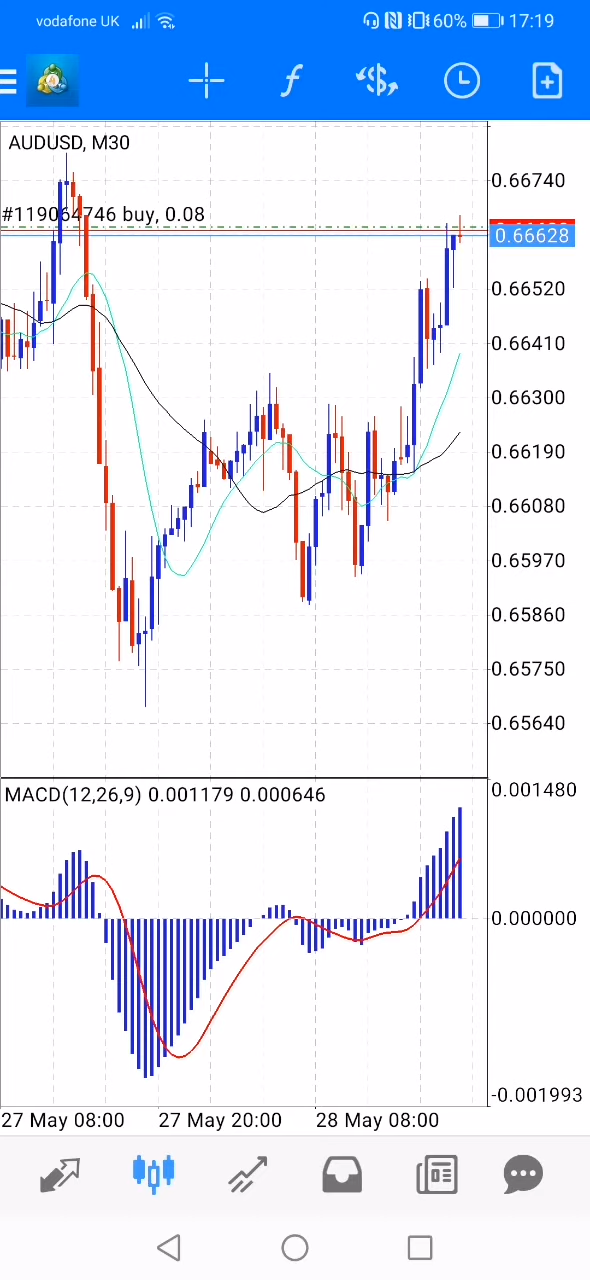 vodafone UK 60% 17:19
AUDUSD, M30
#119064746 buy, 0.08
0.66740
0.66628
0.66520
0.66410
0.66300
0.66190
0.66080
0.65970
0.65860
0.65750
0.65640
MACD(12,26,9) 0.001179 0.000646
0.001480
0.000000
-0.001993
27 May 08:00 27 May 20:00 28 May 08:00